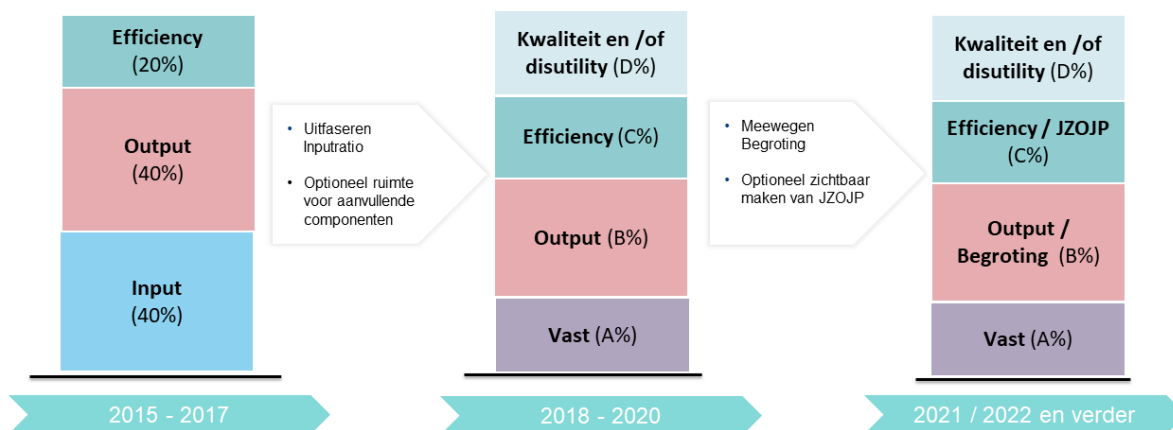 Efficiency
(20%)
Output
(40%)
Input
(40%)
2015 - 2017
• Uitfaseren
Inputratio
• Optioneel ruimte
voor aanvullende
componenten
Kwaliteit en /of
disutility (D%)
Efficiency (C%)
Output (B%)
Vast (A%)
2018 - 2020
• Meewegen
Begroting
• Optioneel zichtbaar
maken van JZOJP
Kwaliteit en /of
disutility (D%)
Efficiency / JZOJP
(C%)
Output /
Begroting (B%)
Vast (A%)
2021 / 2022 en verder